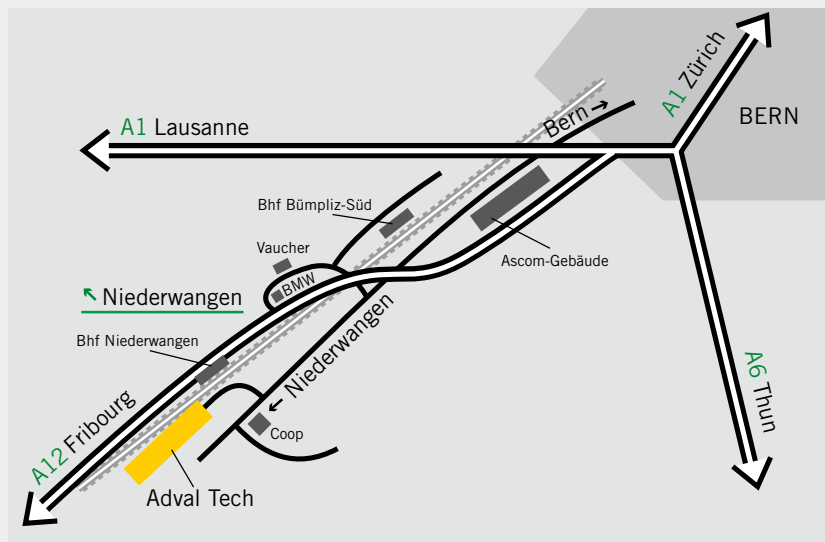 A1 Zürich
BERN
A1 Lausanne
Bern →
Bhf Bümpliz-Süd
Vaucher
BMW
Ascom-Gebäude
↖ Niederwangen
Bhf Niederwangen
← Niederwangen
A6 Thun
A12 Fribourg
Coop
Adval Tech